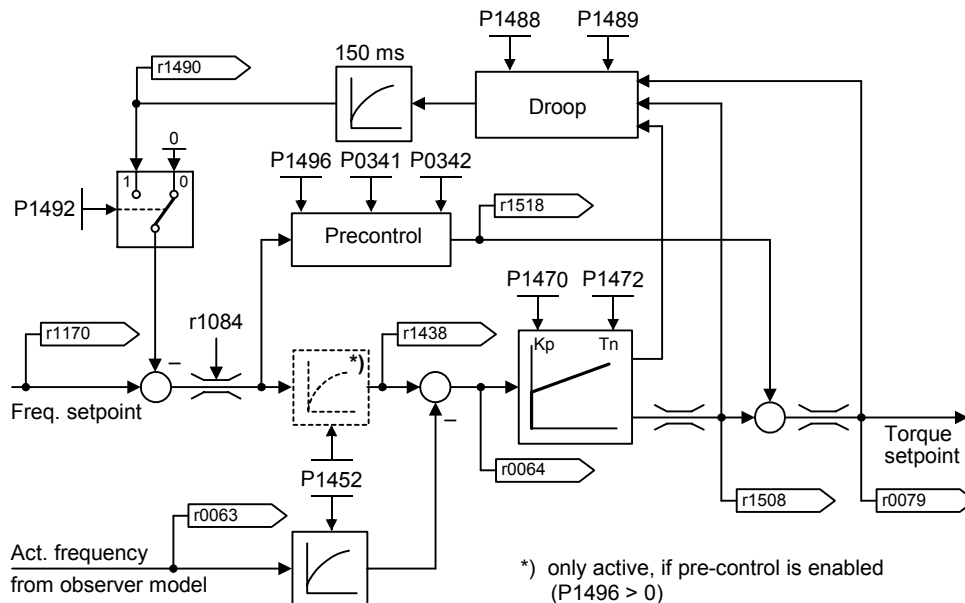 P1488 P1489
150 ms
r1490
Droop
0
P1496 P0341 P0342
1 0
r1518
P1492
Precontrol
P1470 P1472
r1170
r1084
r1438
*)
Kp Tn
–
Freq. setpoint
–
Torque
setpoint
P1452
r0064
r1508
r0079
r0063
Act. frequency
from observer model
*) only active, if pre-control is enabled
(P1496 > 0)